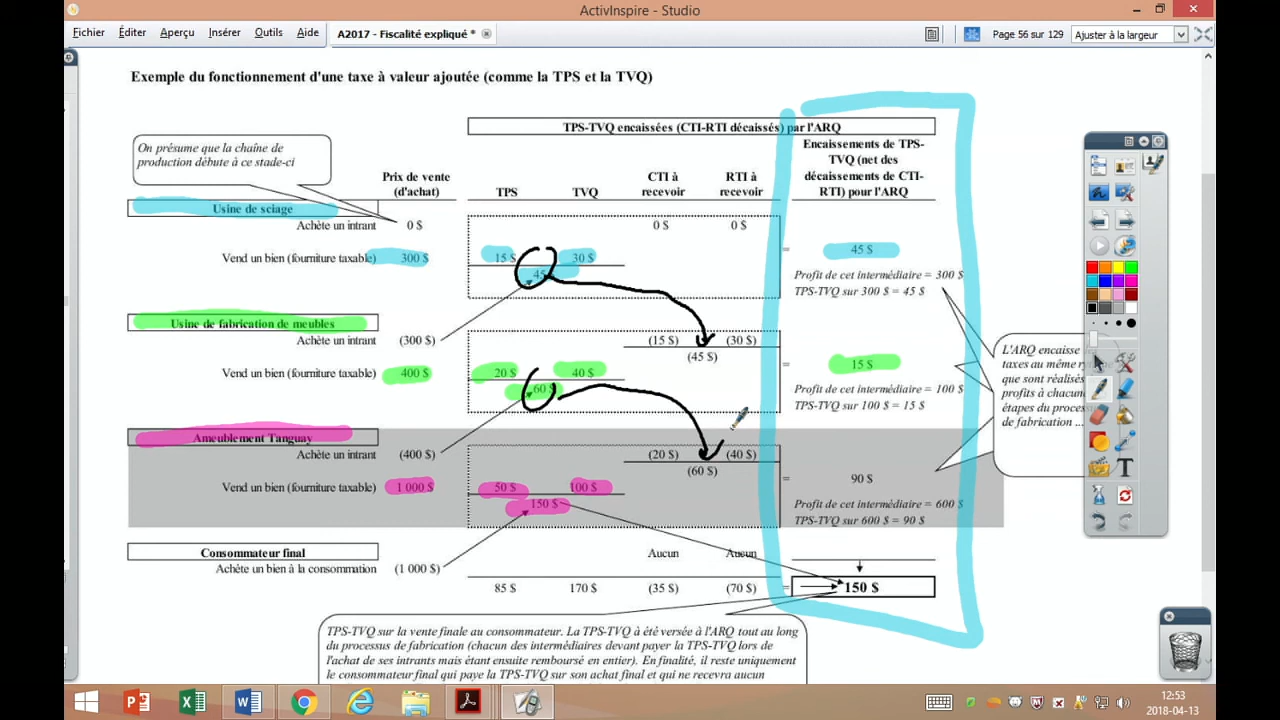 ActivInspire - Studio
Fichier Éditer Aperçu Insérer Outils Aide A2017 - Fiscalité expliqué * Page 56 sur 129 Ajuster à la largeur
Exemple du fonctionnement d'une taxe à valeur ajoutée (comme la TPS et la TVQ)
TPS-TVQ encaissées (CTI-RTI décaissés) par l'ARQ
On présume que la chaîne de
production débute à ce stade-ci
Prix de vente
(d'achat)
TPS TVQ
CTI à
recevoir
RTI à
recevoir
Encaissements de TPS-
TVQ (net des
décaissements de CTI-
RTI) pour l'ARQ
Usine de sciage
Achète un intrant 0 $ 0 $ 0 $
Vend un bien (fourniture taxable) 300 $ 15 $ 30 $ = 45 $
45
Profit de cet intermédiaire = 300 $
TPS-TVQ sur 300 $ = 45 $
Usine de fabrication de meubles
Achète un intrant (300 $) (15 $) (30 $)
(45 $)
Vend un bien (fourniture taxable) 400 $ 20 $ 40 $ = 15 $
60 $
Profit de cet intermédiaire = 100 $
TPS-TVQ sur 100 $ = 15 $
L'ARQ encaisse
taxes au même
que sont réalisés
profits à chacun
étapes du process
de fabrication ...
Ameublement Tanguay
Achète un intrant (400 $) (20 $) (40 $)
(60 $)
Vend un bien (fourniture taxable) 1 000 $ 50 $ 100 $ = 90 $
150 $
Profit de cet intermédiaire = 600 $
TPS-TVQ sur 600 $ = 90 $
Consommateur final Aucun Aucun
Achète un bien à la consommation (1 000 $)
85 $ 170 $ (35 $) (70 $) = 150 $
TPS-TVQ sur la vente finale au consommateur. La TPS-TVQ à été versée à l'ARQ tout au long
du processus de fabrication (chacun des intermédiaires devant payer la TPS-TVQ lors de
l'achat de ses intrants mais étant ensuite remboursé en entier). En finalité, il reste uniquement
le consommateur final qui paye la TPS-TVQ sur son achat final et qui ne recevra aucun
12:53
2018-04-13